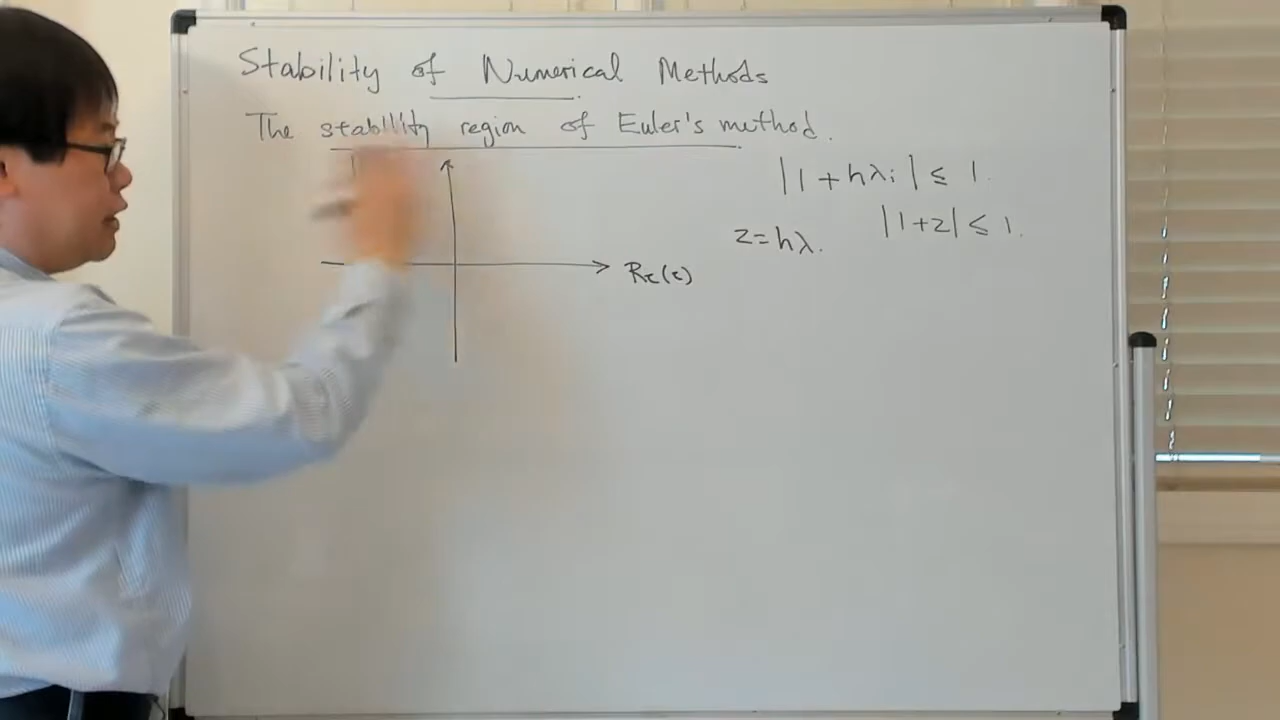 Stability of Numerical Methods
The stability region of Euler's method.
|1+hλi| ≤ 1.
z=hλ. |1+z| ≤ 1.
Re(z)